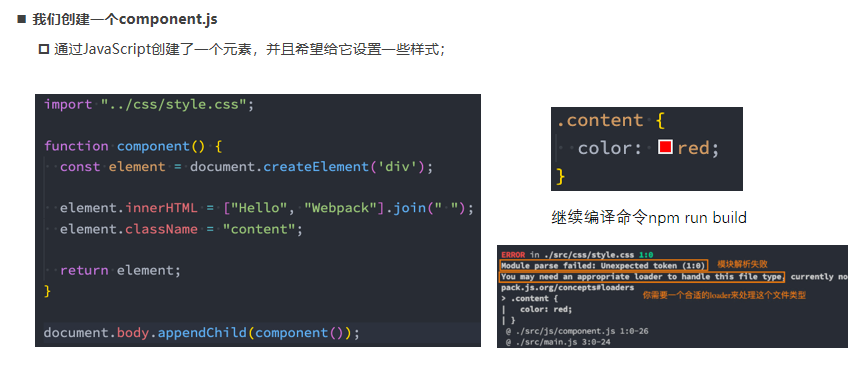 我们创建一个component.js
通过JavaScript创建了一个元素，并且希望给它设置一些样式；
import "../css/style.css";
function component() {
const element = document.createElement('div');
element.innerHTML = ["Hello", "Webpack"].join(" ");
element.className = "content";
return element;
}
document.body.appendChild(component());
.content {
color: red;
}
继续编译命令npm run build
ERROR in ./src/css/style.css 1:0
Module parse failed: Unexpected token (1:0) 模块解析失败
You may need an appropriate loader to handle this file type, currently no
pack.js.org/concepts#loaders
你需要一个合适的loader来处理这个文件类型
> .content {
| color: red;
| }
@ ./src/js/component.js 1:0-26
@ ./src/main.js 3:0-24